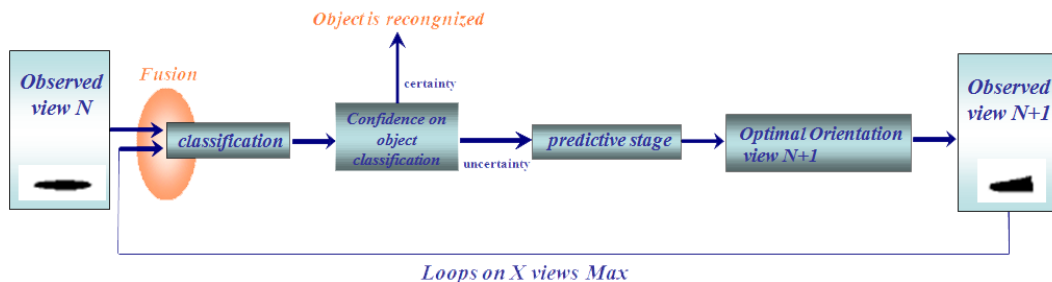 Object is recongnized
Observed
view N
Fusion
certainty
classification
Confidence on
object
classification
uncertainty
predictive stage
Optimal Orientation
view N+1
Observed
view N+1
Loops on X views Max